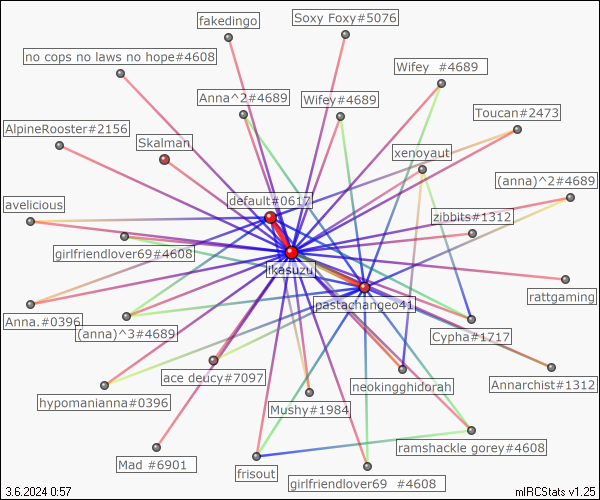 fakedingo
Soxy Foxy#5076
no cops no laws no hope#4608
Wifey  #4689
Anna^2#4689
Wifey#4689
Toucan#2473
AlpineRooster#2156
Skalman
xenoyaut
(anna)^2#4689
default#0617
avelicious
zibbits#1312
girlfriendlover69#4608
ikasuzu
rattgaming
pastachangeo41
Anna.#0396
(anna)^3#4689
Cypha#1717
ace deucy#7097
neokingghidorah
Annarchist#1312
hypomanianna#0396
Mushy#1984
ramshackle gorey#4608
Mad #6901
frisout
girlfriendlover69  #4608
3.6.2024 0:57
mIRCStats v1.25